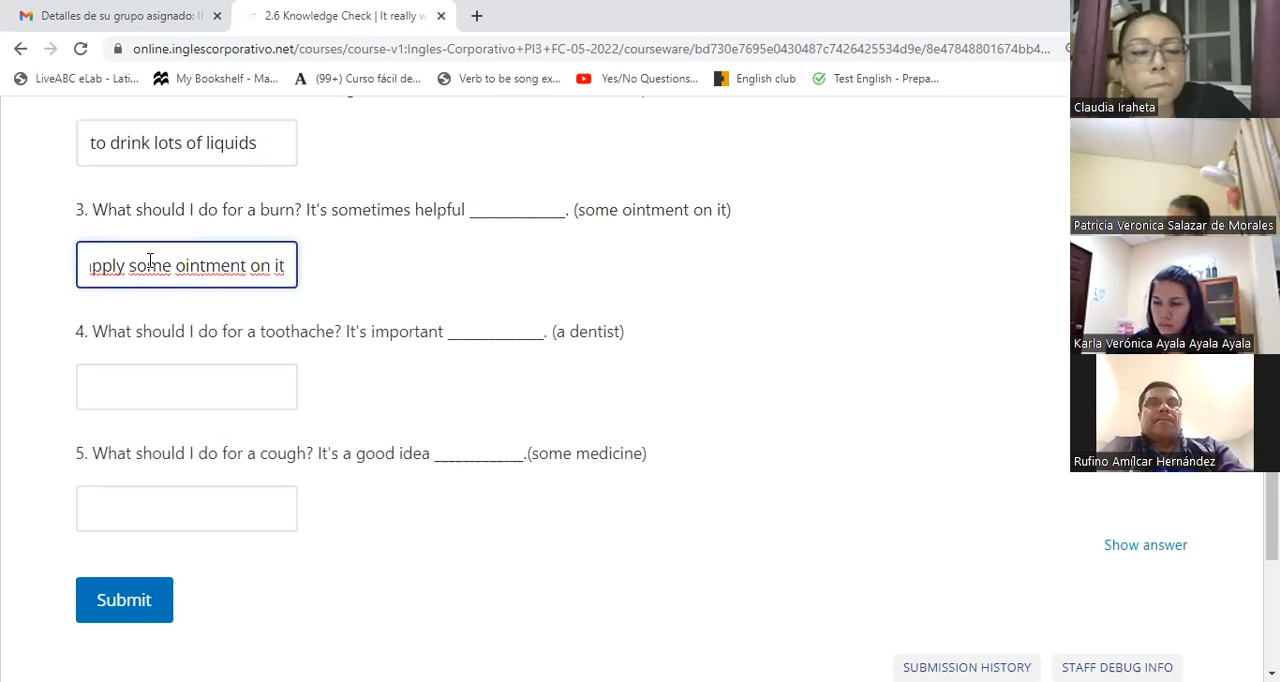 Detalles de su grupo asignado: I
2.6 Knowledge Check | It really w
online.inglescorporativo.net/courses/course-v1:Ingles-Corporativo+PI3+FC-05-2022/courseware/bd730e7695e0430487c7426425534d9e/8e47848801674bb4...
LiveABC eLab - Lati...
My Bookshelf - Ma...
(99+) Curso fácil de...
Verb to be song ex...
Yes/No Questions...
English club
Test English - Prepa...
to drink lots of liquids
3. What should I do for a burn? It's sometimes helpful ____________. (some ointment on it)
pply some ointment on it
4. What should I do for a toothache? It's important ____________. (a dentist)
5. What should I do for a cough? It's a good idea ___________.(some medicine)
Show answer
Submit
SUBMISSION HISTORY
STAFF DEBUG INFO
Claudia Iraheta
Patricia Veronica Salazar de Morales
Karla Verónica Ayala Ayala Ayala
Rufino Amílcar Hernández